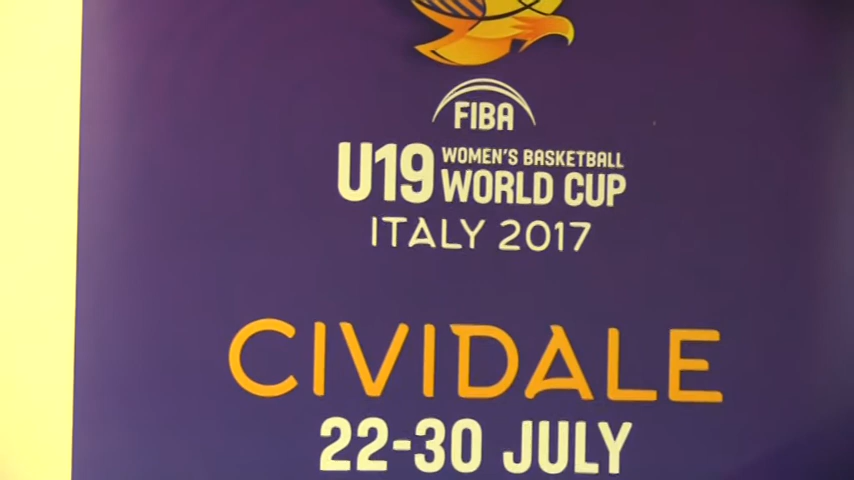 FIBA
U19 WOMEN'S BASKETBALL
WORLD CUP
ITALY 2017
CIVIDALE
22-30 JULY